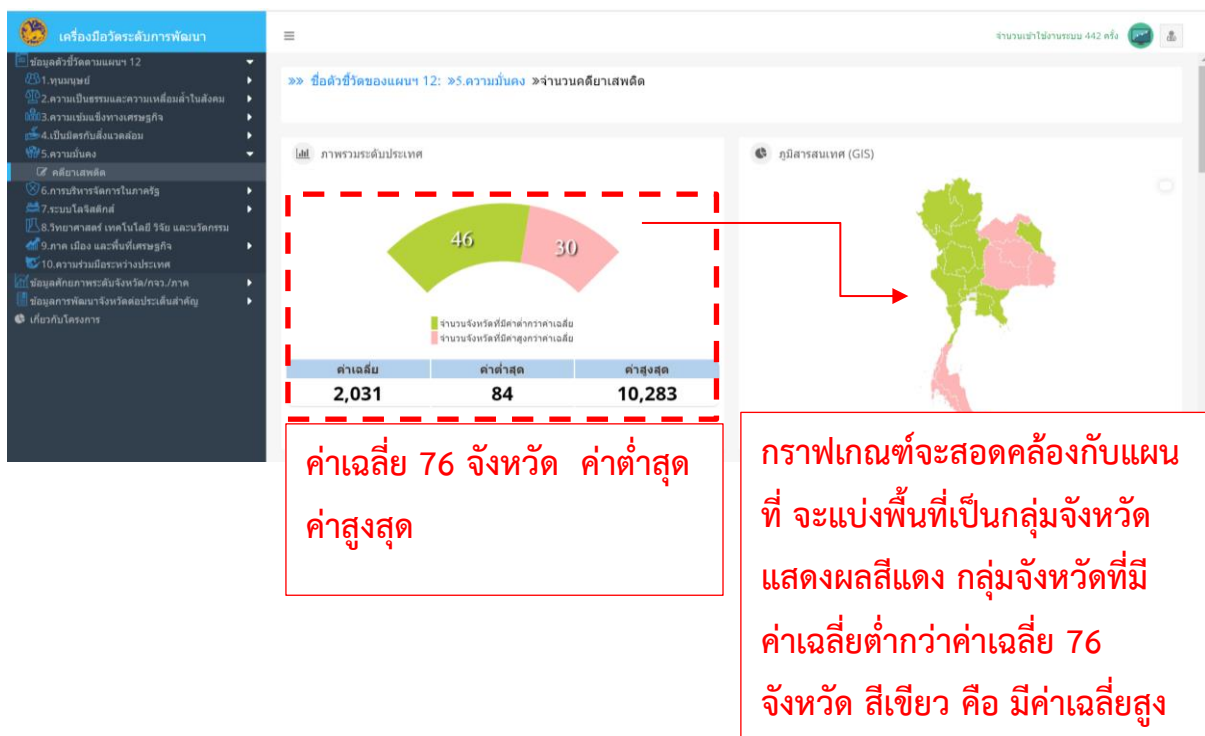 เครื่องมือวัดระดับการพัฒนา
จำนวนเข้าใช้งานระบบ 442 ครั้ง
ข้อมูลตัวชี้วัดตามแผนฯ 12
1.ทุนมนุษย์
2.ความเป็นธรรมและความเหลื่อมล้ำในสังคม
3.ความเข้มแข็งทางเศรษฐกิจ
4.เป็นมิตรกับสิ่งแวดล้อม
5.ความมั่นคง
คดียาเสพติด
6.การบริหารจัดการในภาครัฐ
7.ระบบโลจิสติกส์
8.วิทยาศาสตร์ เทคโนโลยี วิจัย และนวัตกรรม
9.ภาค เมือง และพื้นที่เศรษฐกิจ
10.ความร่วมมือระหว่างประเทศ
ข้อมูลศักยภาพระดับจังหวัด/กจว./ภาค
ข้อมูลการพัฒนาจังหวัดต่อประเด็นสำคัญ
เกี่ยวกับโครงการ
»» ชื่อตัวชี้วัดของแผนฯ 12: »5.ความมั่นคง »จำนวนคดียาเสพติด
ภาพรวมระดับประเทศ
46 30
จำนวนจังหวัดที่มีค่าต่ำกว่าค่าเฉลี่ย
จำนวนจังหวัดที่มีค่าสูงกว่าค่าเฉลี่ย
ค่าเฉลี่ย ค่าต่ำสุด ค่าสูงสุด
2,031 84 10,283
ภูมิสารสนเทศ (GIS)
ค่าเฉลี่ย 76 จังหวัด ค่าต่ำสุด
ค่าสูงสุด
กราฟเกณฑ์จะสอดคล้องกับแผน
ที่ จะแบ่งพื้นที่เป็นกลุ่มจังหวัด
แสดงผลสีแดง กลุ่มจังหวัดที่มี
ค่าเฉลี่ยต่ำกว่าค่าเฉลี่ย 76
จังหวัด สีเขียว คือ มีค่าเฉลี่ยสูง